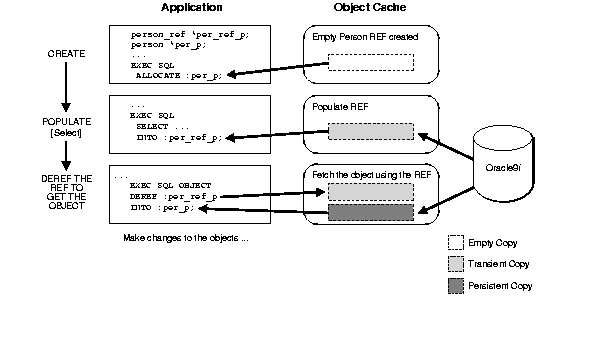 Application
Object Cache
CREATE
person_ref *per_ref_p;
person *per_p;
...
EXEC SQL
ALLOCATE :per_p;
Empty Person REF created
POPULATE
[Select]
...
EXEC SQL
SELECT ...
INTO :per_ref_p;
Populate REF
Oracle9i
DEREF THE
REF TO
GET THE
OBJECT
...
EXEC SQL OBJECT
DEREF :per_ref_p
INTO :per_p;
Fetch the object using the REF
Make changes to the objects ...
Empty Copy
Transient Copy
Persistent Copy